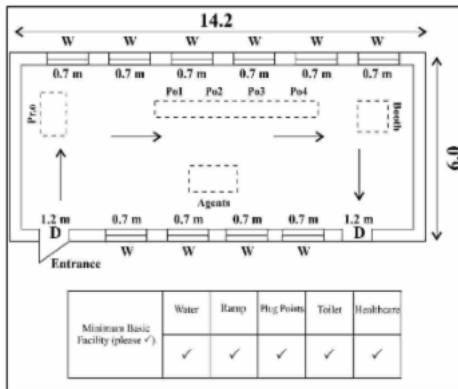 14.2
W W W W W W
0.7 m 0.7 m 0.7 m 0.7 m 0.7 m 0.7 m
Po1 Po2 Po3 Po4
Pr.o
Booth
6.0
Agents
1.2 m 0.7 m 0.7 m 0.7 m 0.7 m 1.2 m
D D
W W W W
Entrance
Water Ramp Plug Points Toilet Healthcare
Minimum Basic
Facility (please ✓)
✓ ✓ ✓ ✓ ✓